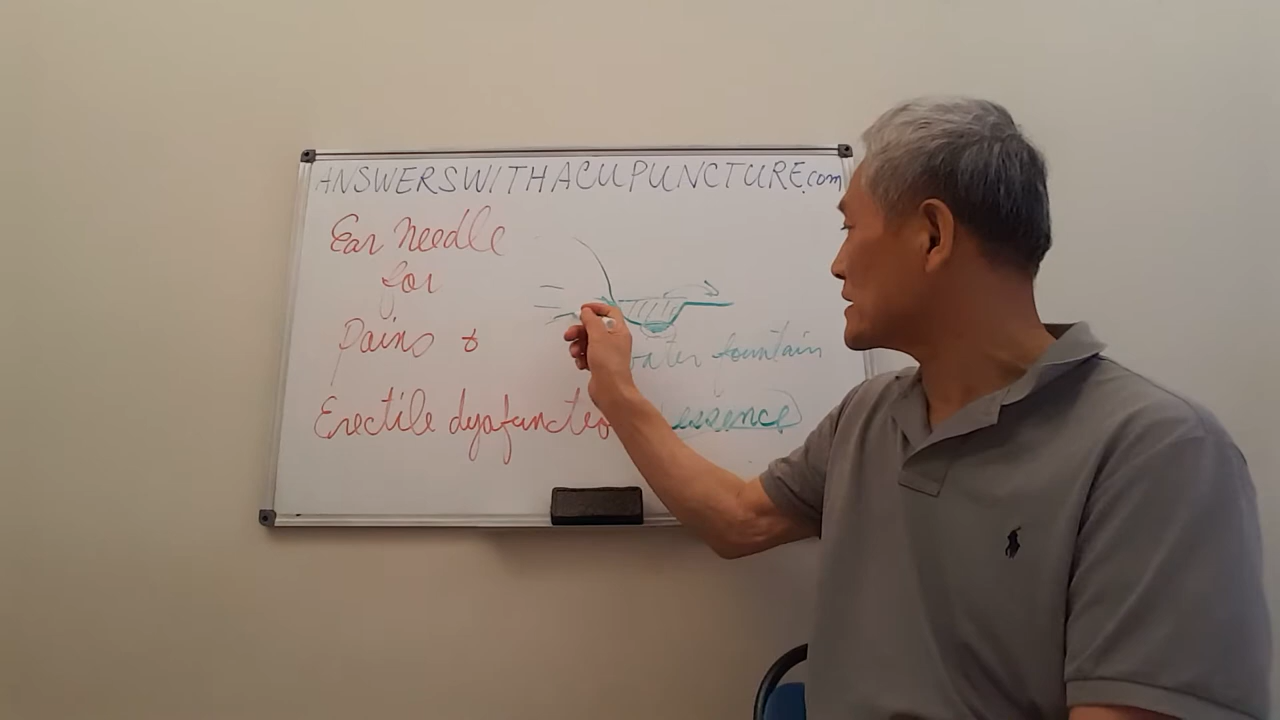 ANSWERSWITHACUPUNCTURE.com
Ear Needle
for
Pains &
Erectile dysfunctio
water fountain
essence